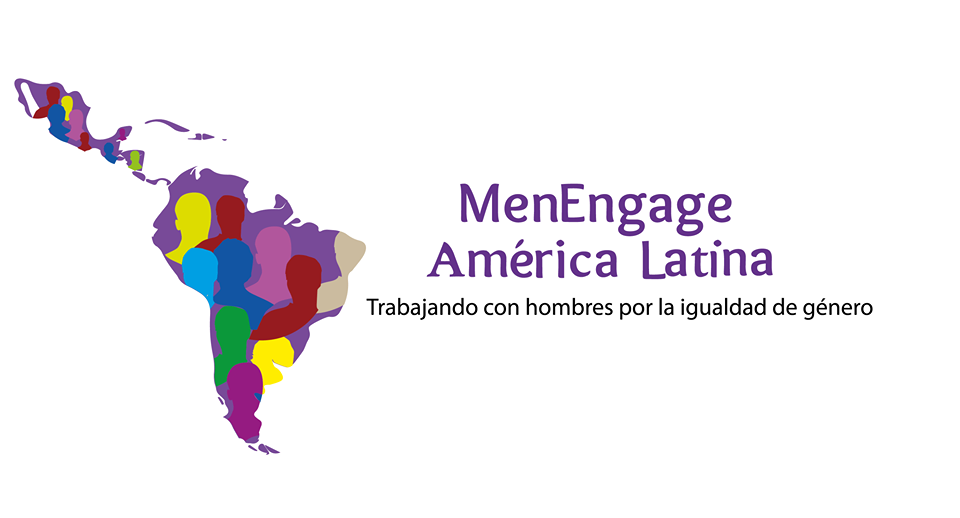 MenEngage
América Latina
Trabajando con hombres por la igualdad de género